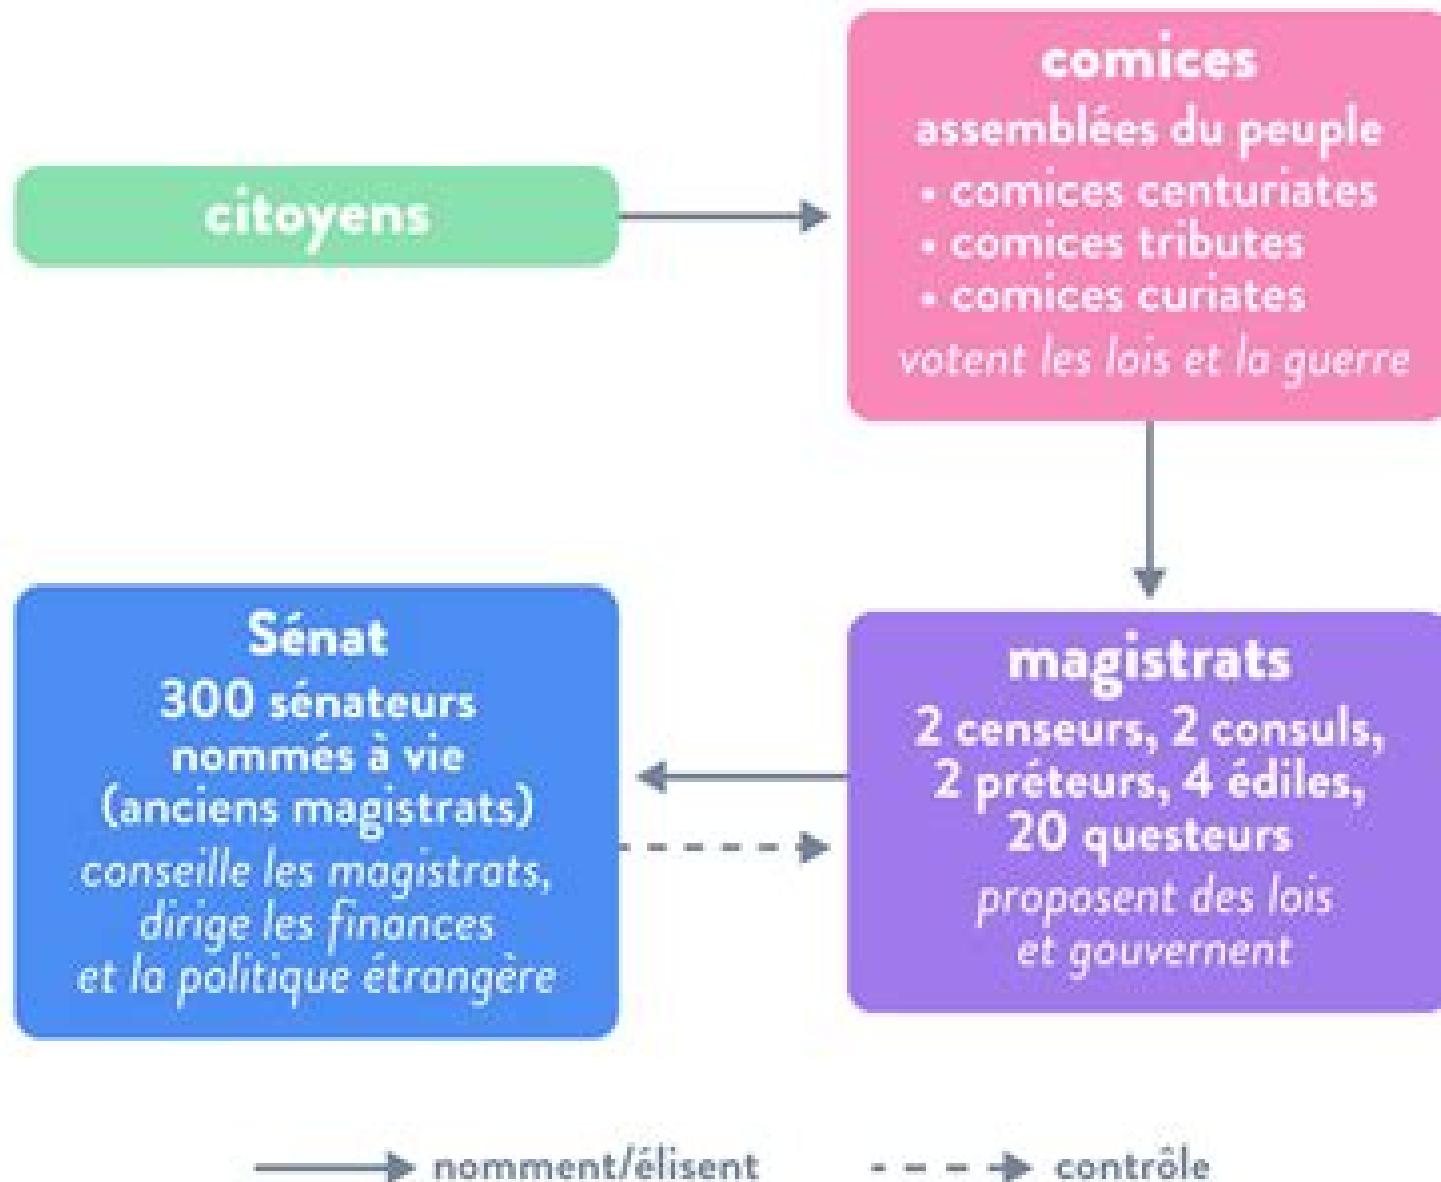 citoyens
comices
assemblées du peuple
• comices centuriates
• comices tributes
• comices curiates
votent les lois et la guerre
Sénat
300 sénateurs
nommés à vie
(anciens magistrats)
conseille les magistrats,
dirige les finances
et la politique étrangère
magistrats
2 censeurs, 2 consuls,
2 préteurs, 4 édiles,
20 questeurs
proposent des lois
et gouvernent
nomment/élisent
contrôle